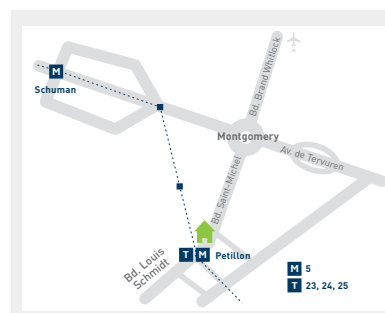 Bd. Brand Whitlock
M
Schuman
Montgomery
Av. de Tervuren
Bd. Saint-Michel
T M Petillon
Bd. Louis
Schmidt
M 5
T 23, 24, 25